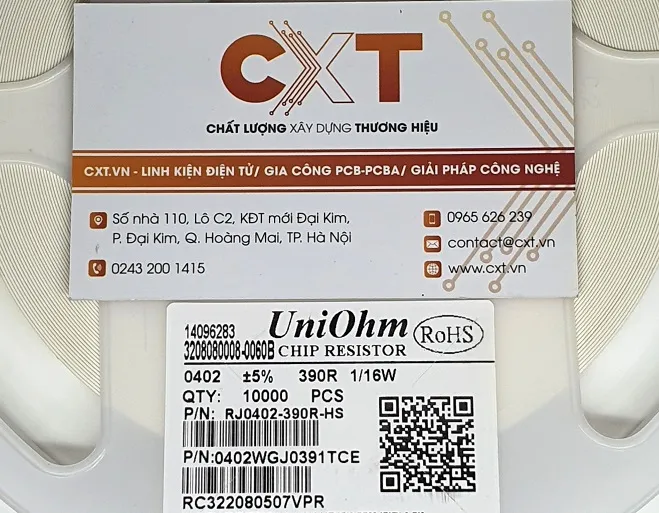 CXT
CHẤT LƯỢNG XÂY DỰNG THƯƠNG HIỆU
CXT.VN - LINH KIỆN ĐIỆN TỬ/ GIA CÔNG PCB-PCBA/ GIẢI PHÁP CÔNG NGHỆ
Số nhà 110, Lô C2, KĐT mới Đại Kim,
P. Đại Kim, Q. Hoàng Mai, TP. Hà Nội
0243 200 1415
0965 626 239
contact@cxt.vn
www.cxt.vn
14096283
3208080008-0060B
UniOhm
CHIP RESISTOR
RoHS
0402 ±5% 390R 1/16W
QTY: 10000 PCS
P/N: RJ0402-390R-HS
P/N:0402WGJ0391TCE
RC322080507VPR